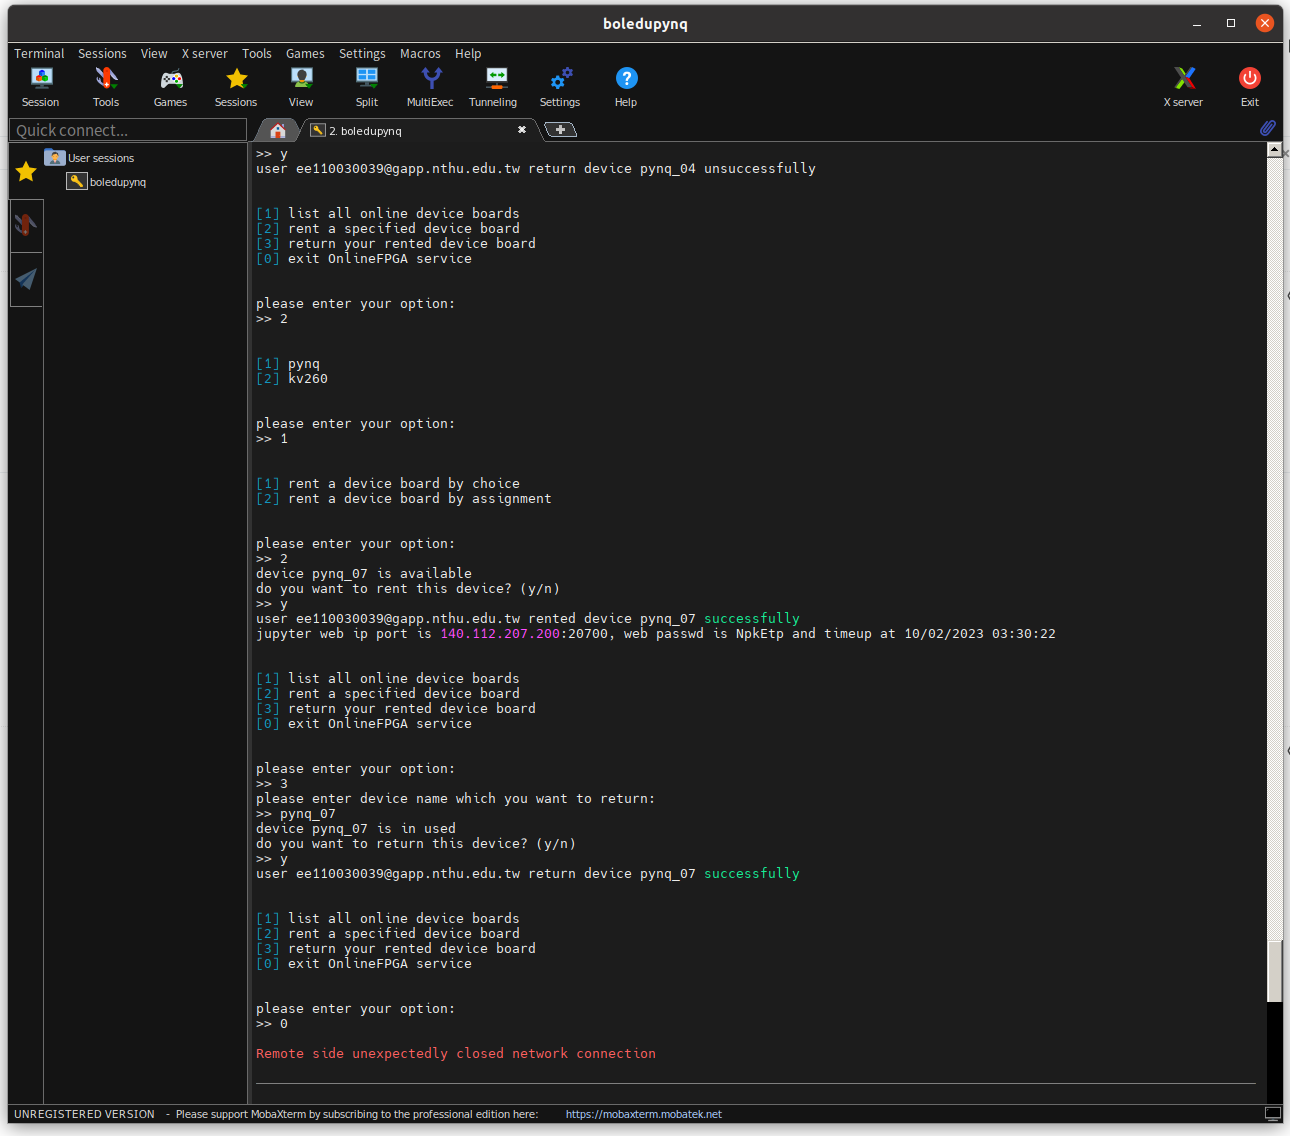 boledupynq
Terminal Sessions View X server Tools Games Settings Macros Help
Session Tools Games Sessions View Split MultiExec Tunneling Settings Help X server Exit
Quick connect...
2. boledupynq
User sessions
boledupynq
>> y
user ee110030039@gapp.nthu.edu.tw return device pynq_04 unsuccessfully
[1] list all online device boards
[2] rent a specified device board
[3] return your rented device board
[0] exit OnlineFPGA service
please enter your option:
>> 2
[1] pynq
[2] kv260
please enter your option:
>> 1
[1] rent a device board by choice
[2] rent a device board by assignment
please enter your option:
>> 2
device pynq_07 is available
do you want to rent this device? (y/n)
>> y
user ee110030039@gapp.nthu.edu.tw rented device pynq_07 successfully
jupyter web ip port is 140.112.207.200:20700, web passwd is NpkEtp and timeup at 10/02/2023 03:30:22
[1] list all online device boards
[2] rent a specified device board
[3] return your rented device board
[0] exit OnlineFPGA service
please enter your option:
>> 3
please enter device name which you want to return:
>> pynq_07
device pynq_07 is in used
do you want to return this device? (y/n)
>> y
user ee110030039@gapp.nthu.edu.tw return device pynq_07 successfully
[1] list all online device boards
[2] rent a specified device board
[3] return your rented device board
[0] exit OnlineFPGA service
please enter your option:
>> 0
Remote side unexpectedly closed network connection
UNREGISTERED VERSION - Please support MobaXterm by subscribing to the professional edition here: https://mobaxterm.mobatek.net